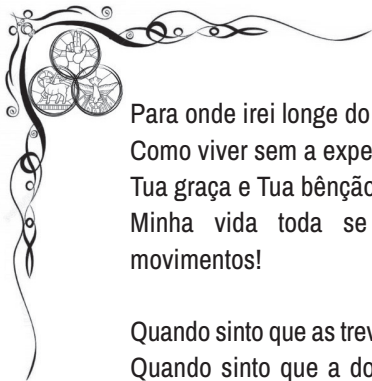 Para onde irei longe do
Como viver sem a expe
Tua graça e Tua bênção
Minha vida toda se
movimentos!
Quando sinto que as trev
Quando sinto que a do